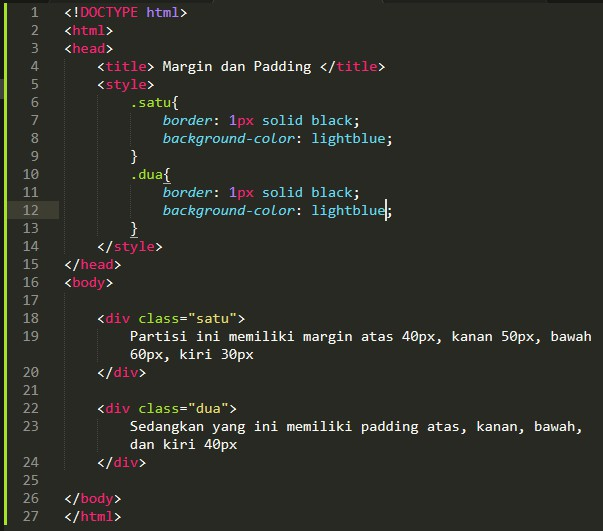 1 <!DOCTYPE html>
2 <html>
3 <head>
4 <title> Margin dan Padding </title>
5 <style>
6 .satu{
7 border: 1px solid black;
8 background-color: lightblue;
9 }
10 .dua{
11 border: 1px solid black;
12 background-color: lightblue;
13 }
14 </style>
15 </head>
16 <body>
17
18 <div class="satu">
19 Partisi ini memiliki margin atas 40px, kanan 50px, bawah
60px, kiri 30px
20 </div>
21
22 <div class="dua">
23 Sedangkan yang ini memiliki padding atas, kanan, bawah,
dan kiri 40px
24 </div>
25
26 </body>
27 </html>